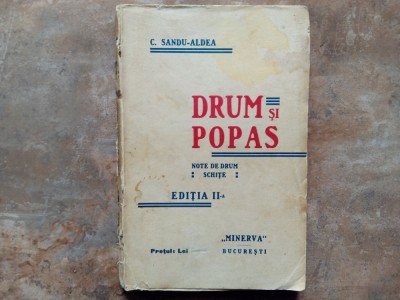 C. SANDU-ALDEA
DRUM ȘI
POPAS
NOTE DE DRUM
: SCHIȚE :
EDIȚIA II-a
„MINERVA"
Prețul: Lei BUCUREȘTI